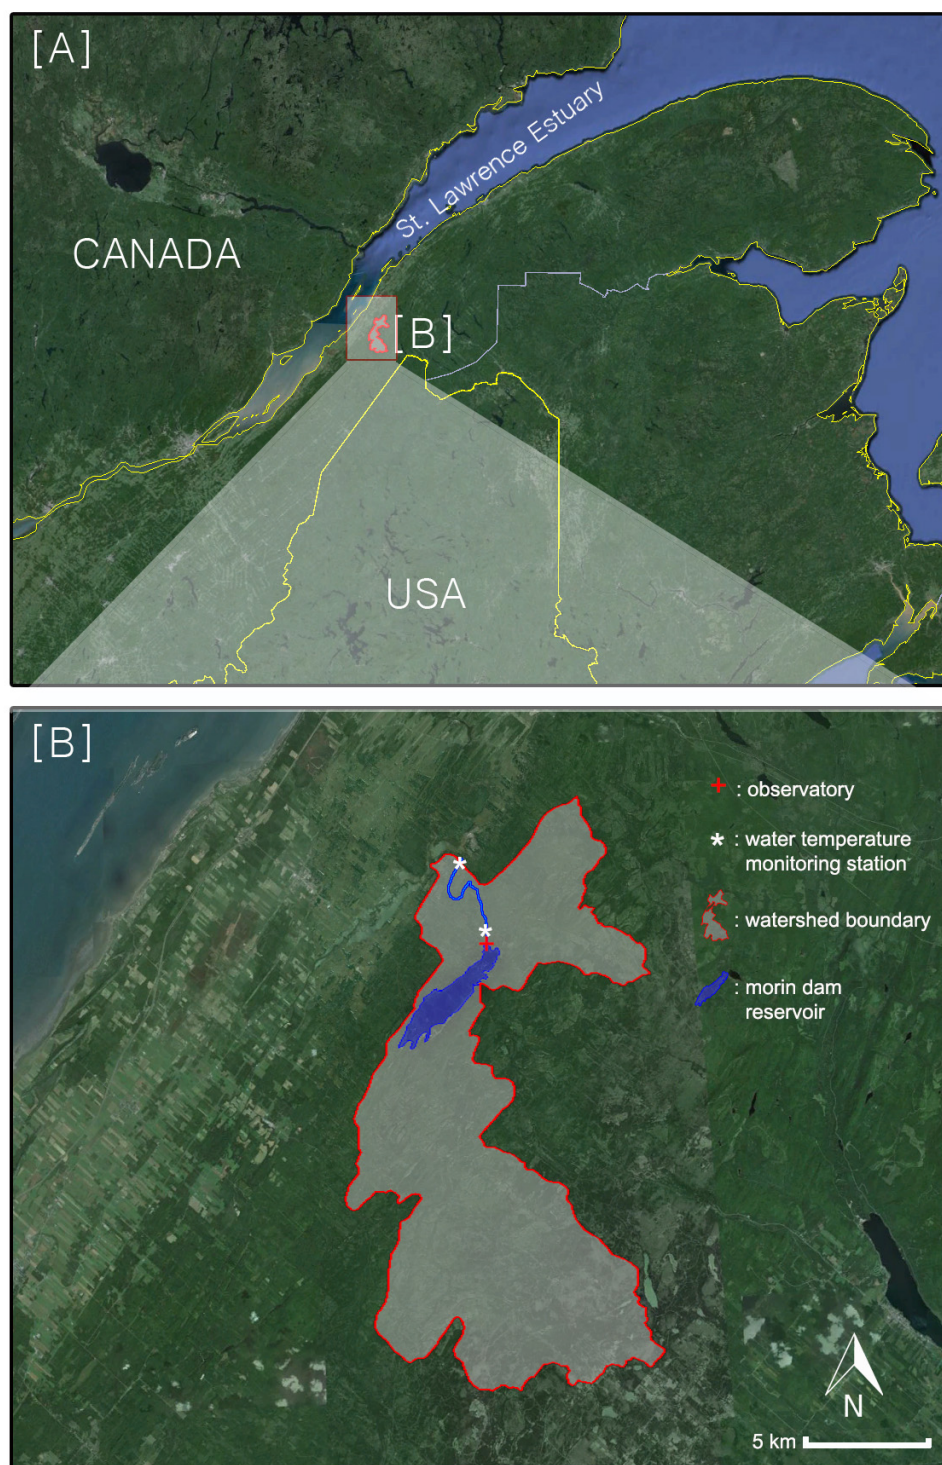 [A]
St. Lawrence Estuary
CANADA
[B]
USA
[B]
+ : observatory
* : water temperature
monitoring station
: watershed boundary
: morin dam
reservoir
N
5 km